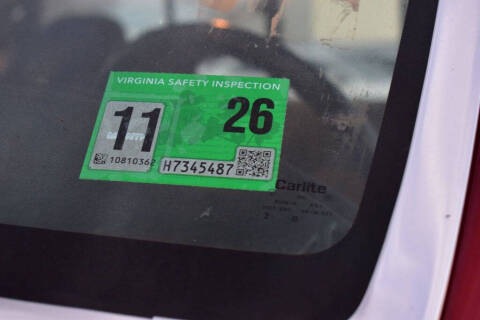 VIRGINIA SAFETY INSPECTION
11
26
10810362
H7345487
Carlite